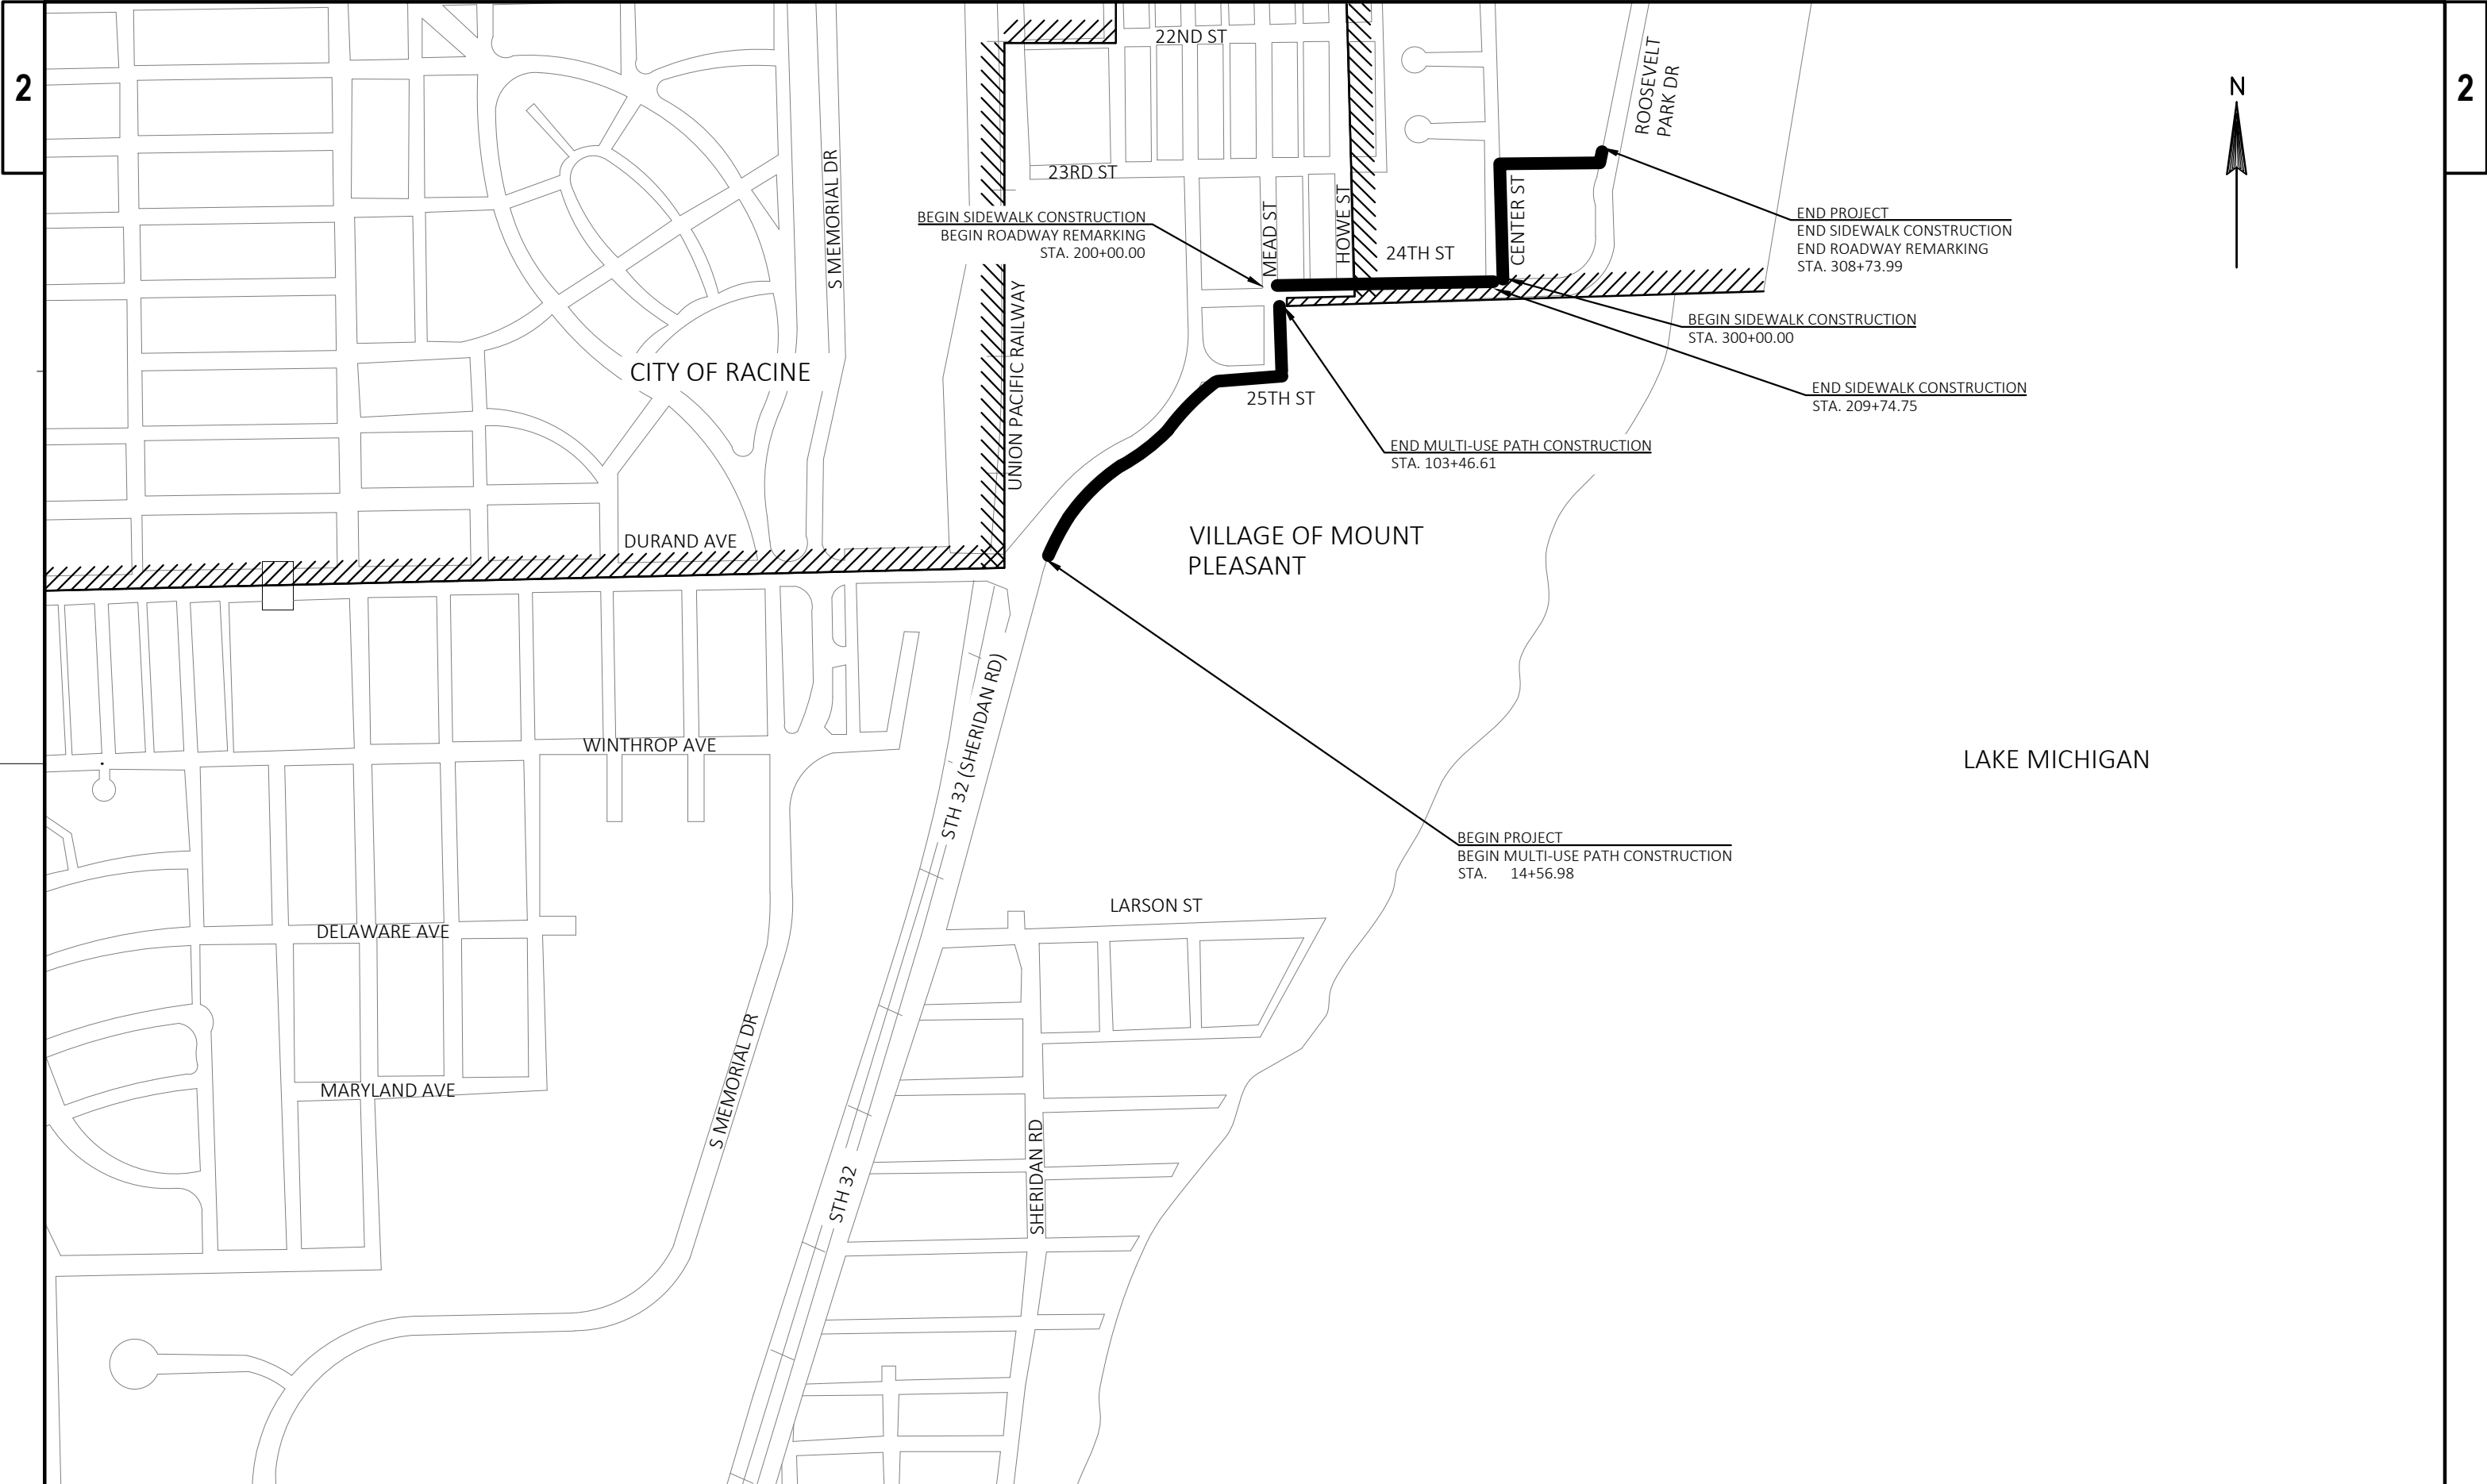 2
22ND ST
ROOSEVELT
PARK DR
N
2
23RD ST
S MEMORIAL DR
BEGIN SIDEWALK CONSTRUCTION
BEGIN ROADWAY REMARKING
STA. 200+00.00
MEAD ST
HOWE ST
24TH ST
CENTER ST
END PROJECT
END SIDEWALK CONSTRUCTION
END ROADWAY REMARKING
STA. 308+73.99
BEGIN SIDEWALK CONSTRUCTION
STA. 300+00.00
CITY OF RACINE
UNION PACIFIC RAILWAY
25TH ST
END SIDEWALK CONSTRUCTION
STA. 209+74.75
END MULTI-USE PATH CONSTRUCTION
STA. 103+46.61
DURAND AVE
VILLAGE OF MOUNT
PLEASANT
STH 32 (SHERIDAN RD)
WINTHROP AVE
LAKE MICHIGAN
BEGIN PROJECT
BEGIN MULTI-USE PATH CONSTRUCTION
STA. 14+56.98
LARSON ST
DELAWARE AVE
S MEMORIAL DR
MARYLAND AVE
SHERIDAN RD
STH 32